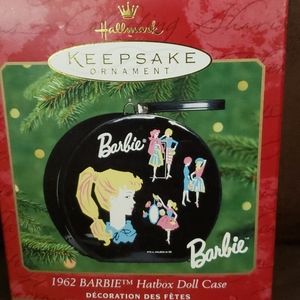 Hallmark
KEEPSAKE
ORNAMENT
Barbie
Barbie
1962 BARBIE™ Hatbox Doll Case
DÉCORATION DES FÊTES